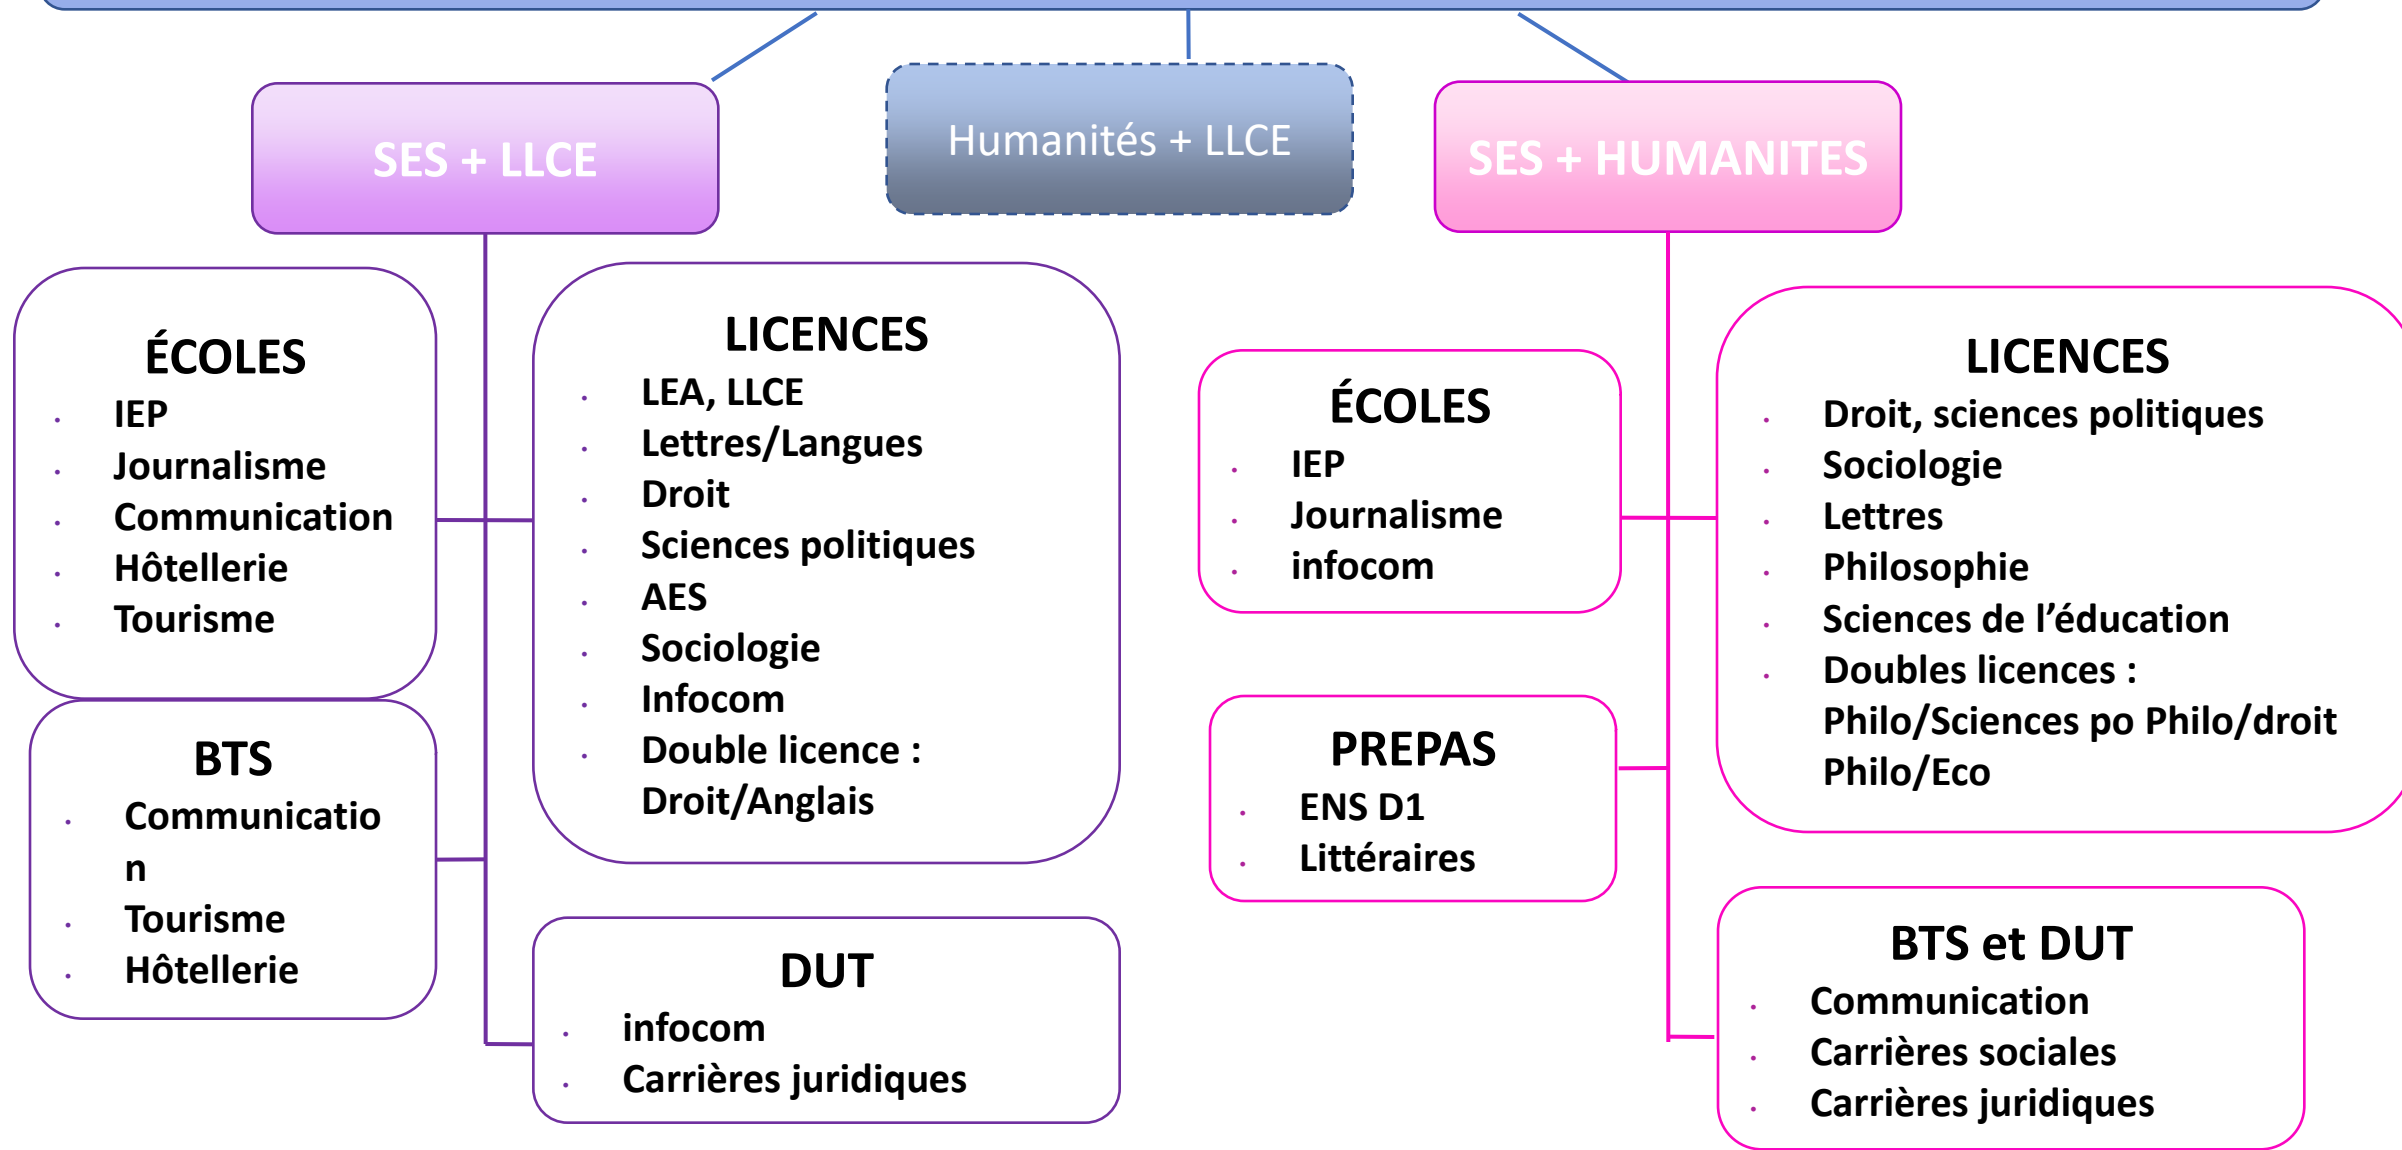 SES + LLCE
Humanités + LLCE
SES + HUMANITES
ÉCOLES
· IEP
· Journalisme
· Communication
· Hôtellerie
· Tourisme
LICENCES
· LEA, LLCE
· Lettres/Langues
· Droit
· Sciences politiques
· AES
· Sociologie
· Infocom
· Double licence :
Droit/Anglais
BTS
· Communicatio
n
· Tourisme
· Hôtellerie
DUT
· infocom
· Carrières juridiques
ÉCOLES
· IEP
· Journalisme
· infocom
LICENCES
· Droit, sciences politiques
· Sociologie
· Lettres
· Philosophie
· Sciences de l’éducation
· Doubles licences :
Philo/Sciences po Philo/droit
Philo/Eco
PREPAS
· ENS D1
· Littéraires
BTS et DUT
· Communication
· Carrières sociales
· Carrières juridiques